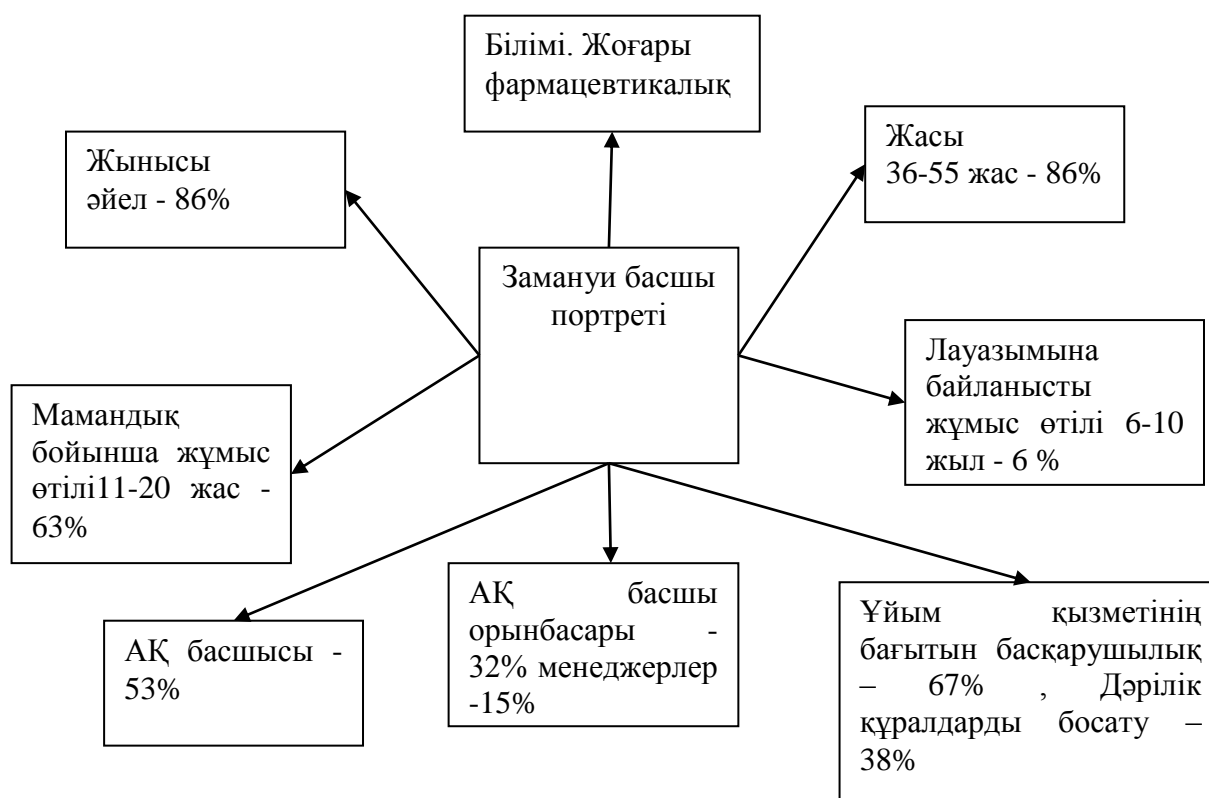 Білімі. Жоғары
фармацевтикалық
Жынысы
әйел - 86%
Жасы
36-55 жас - 86%
Замануи басшы
портреті
Лауазымына
байланысты
жұмыс өтілі 6-10
жыл - 6 %
Мамандық
бойынша жұмыс
өтілі11-20 жас -
63%
АҚ басшысы -
53%
АҚ басшы
орынбасары -
32% менеджерлер
-15%
Ұйым қызметінің
бағытын басқарушылық
– 67% , Дәрілік
құралдарды босату –
38%